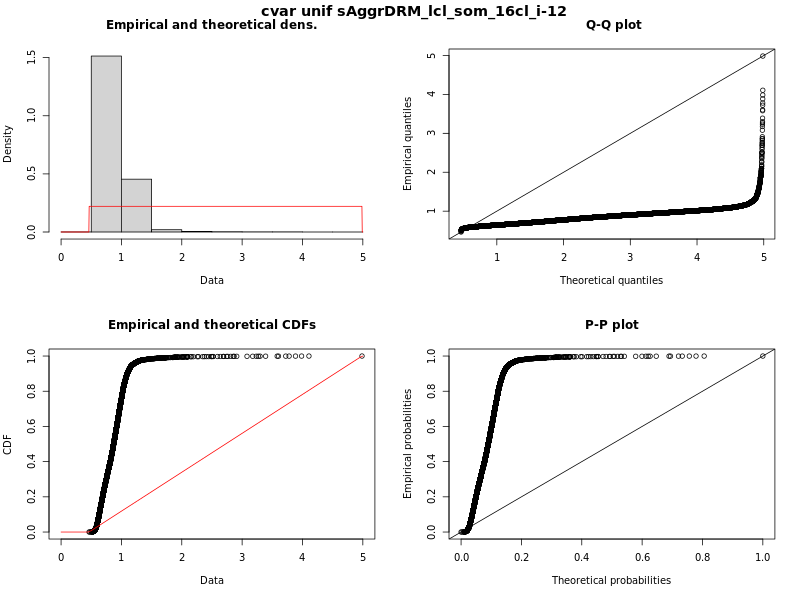 cvar unif sAggrDRM_lcl_som_16cl_i-12
Empirical and theoretical dens.
Density
0.0 0.5 1.0 1.5
0 1 2 3 4 5
Data
Q-Q plot
Empirical quantiles
1 2 3 4 5
1 2 3 4 5
Theoretical quantiles
Empirical and theoretical CDFs
CDF
0.0 0.2 0.4 0.6 0.8 1.0
0 1 2 3 4 5
Data
P-P plot
Empirical probabilities
0.0 0.2 0.4 0.6 0.8 1.0
0.0 0.2 0.4 0.6 0.8 1.0
Theoretical probabilities